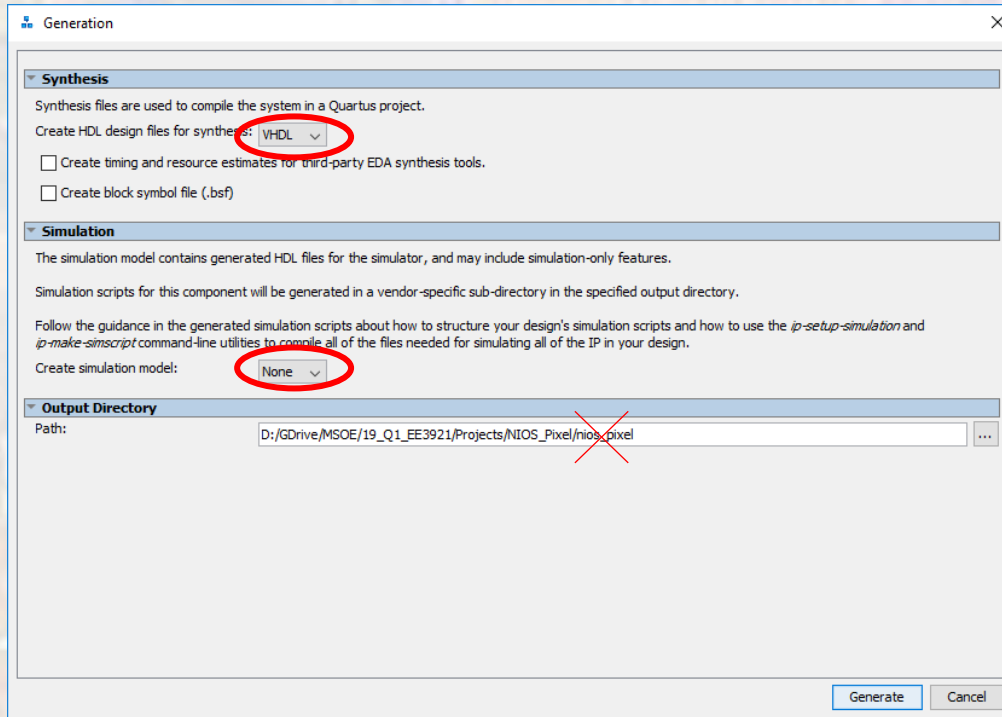 Generation
Synthesis
Synthesis files are used to compile the system in a Quartus project.
Create HDL design files for synthesis: VHDL
Create timing and resource estimates for third-party EDA synthesis tools.
Create block symbol file (.bsf)
Simulation
The simulation model contains generated HDL files for the simulator, and may include simulation-only features.
Simulation scripts for this component will be generated in a vendor-specific sub-directory in the specified output directory.
Follow the guidance in the generated simulation scripts about how to structure your design's simulation scripts and how to use the ip-setup-simulation and
ip-make-simscript command-line utilities to compile all of the files needed for simulating all of the IP in your design.
Create simulation model: None
Output Directory
Path: D:/GDrive/MSOE/19_Q1_EE3921/Projects/NIOS_Pixel/nios_pixel ...
Generate Cancel